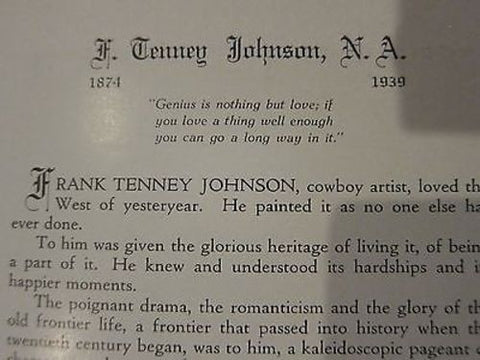 F. Tenney Johnson, N. A.
1874 1939
"Genius is nothing but love; if
you love a thing well enough
you can go a long way in it."
FRANK TENNEY JOHNSON, cowboy artist, loved th
West of yesteryear. He painted it as no one else ha
ever done.
To him was given the glorious heritage of living it, of bein
a part of it. He knew and understood its hardships and i
happier moments.
The poignant drama, the romanticism and the glory of th
old frontier life, a frontier that passed into history when th
twentieth century began, was to him, a kaleidoscopic pageant o